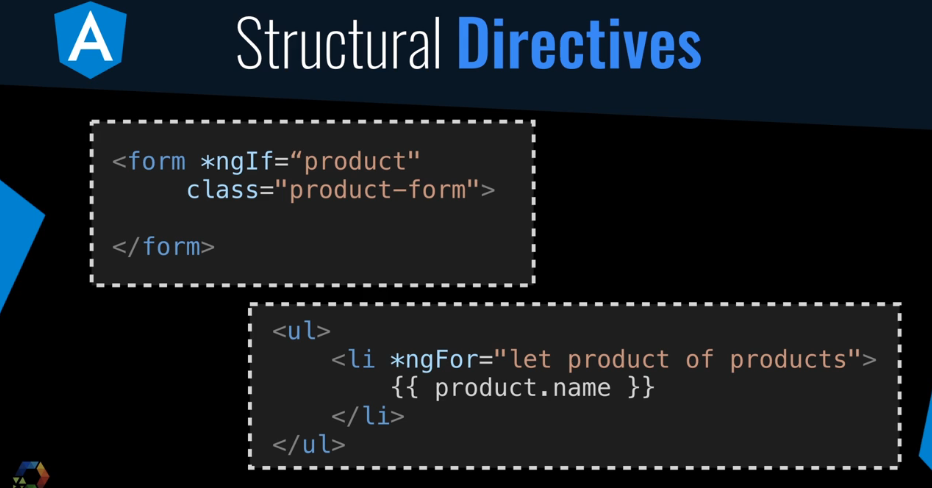 A
Structural Directives
<form *ngIf=“product"
class="product-form">
</form>
<ul>
<li *ngFor="let product of products">
{{ product.name }}
</li>
</ul>